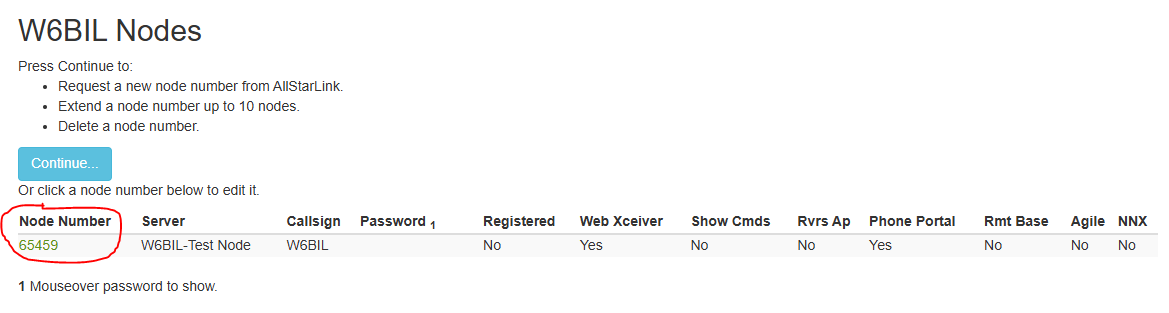 W6BIL Nodes
Press Continue to:
Request a new node number from AllStarLink.
Extend a node number up to 10 nodes.
Delete a node number.
Continue...
Or click a node number below to edit it.
Node Number Server Callsign Password 1 Registered Web Xceiver Show Cmds Rvrs Ap Phone Portal Rmt Base Agile NNX
65459 W6BIL-Test Node W6BIL No Yes No No Yes No No No
1 Mouseover password to show.